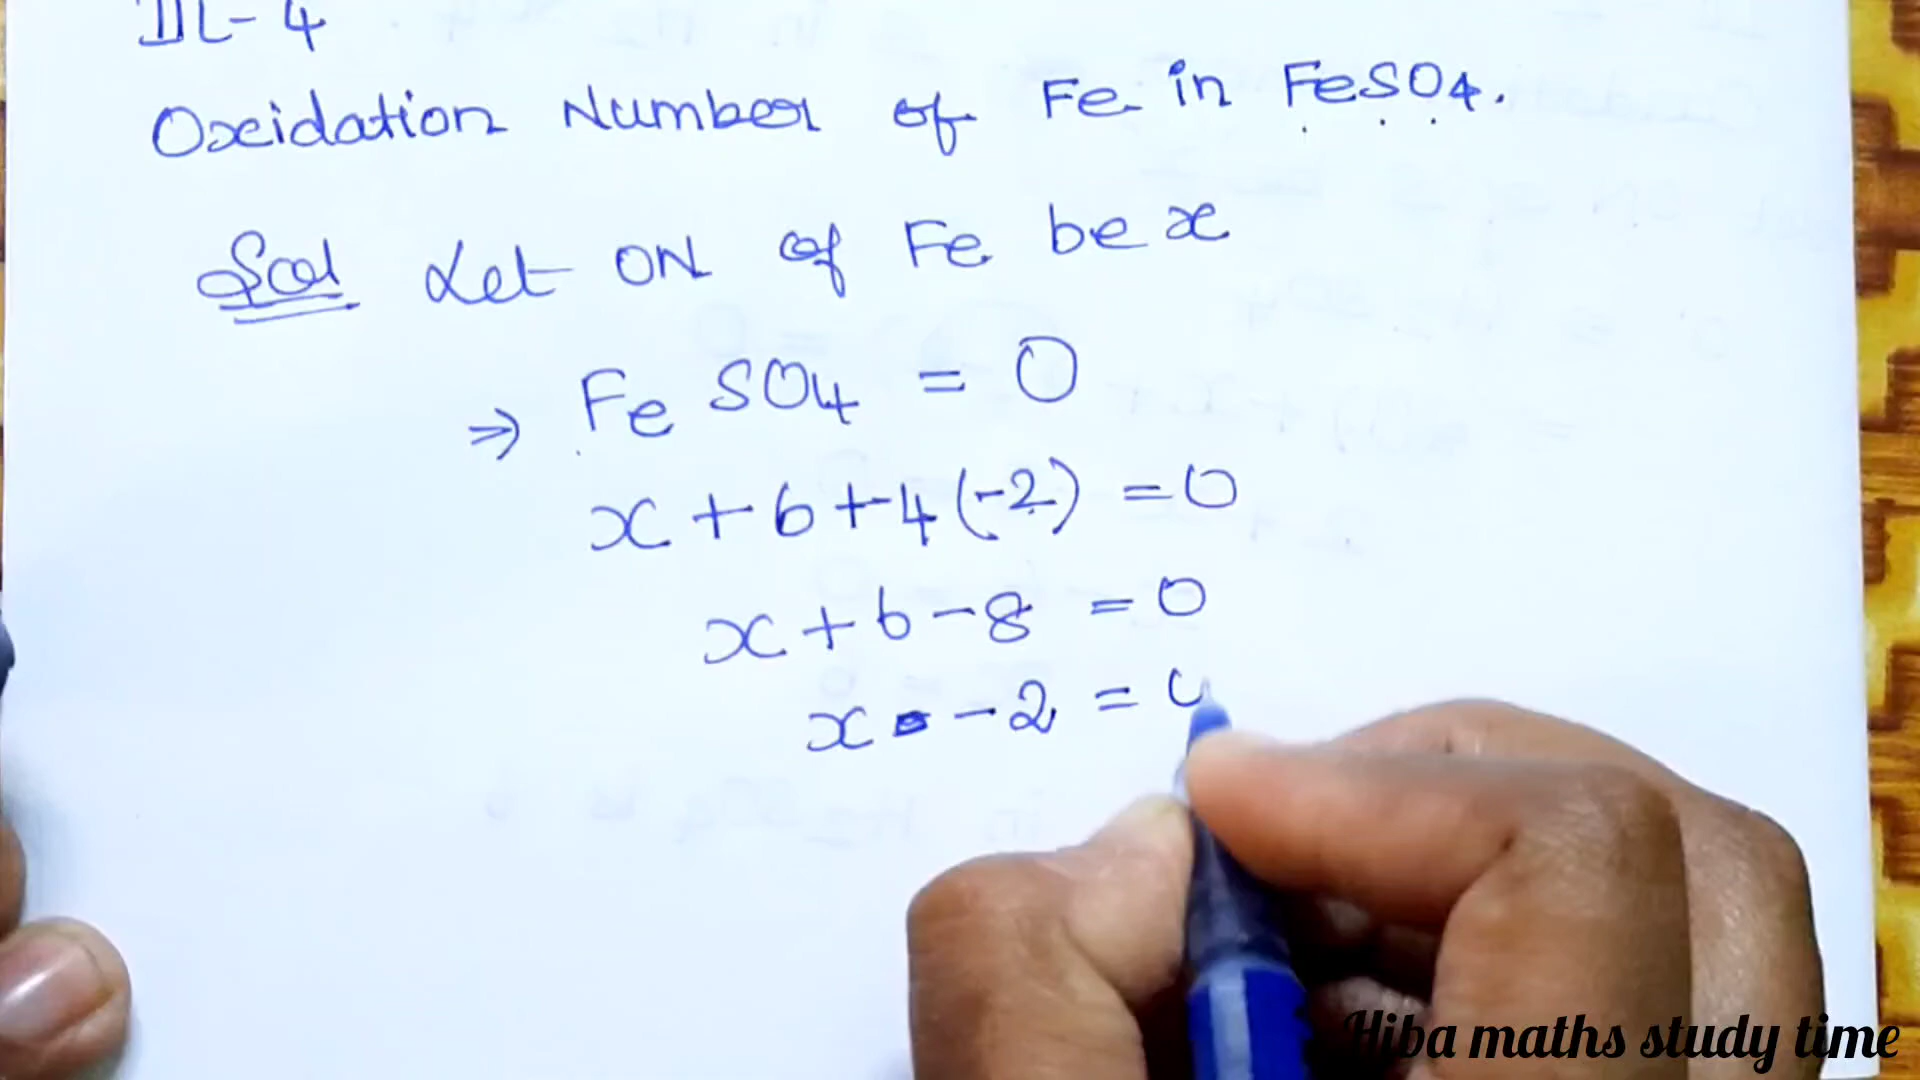 III - 4
Oxidation Number of Fe in FeSO4.
Sol Let ON of Fe be x
⇒ Fe SO4 = 0
x + 6 + 4(-2) = 0
x + 6 - 8 = 0
x - 2 = 0
Hiba maths study time